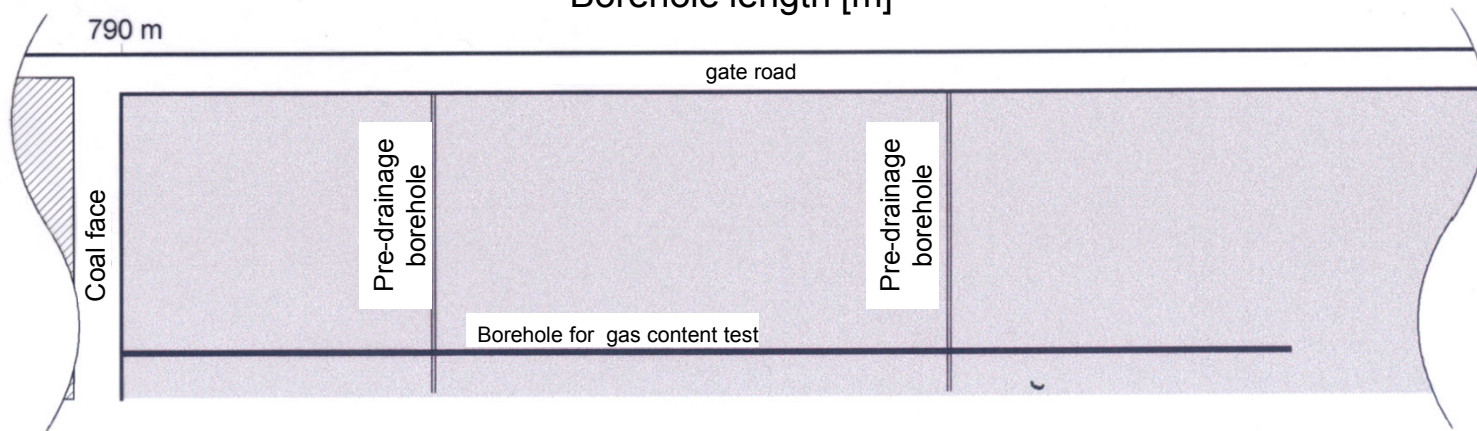 Borehole length [m]
790 m
gate road
Coal face
Pre-drainage
borehole
Pre-drainage
borehole
Borehole for gas content test